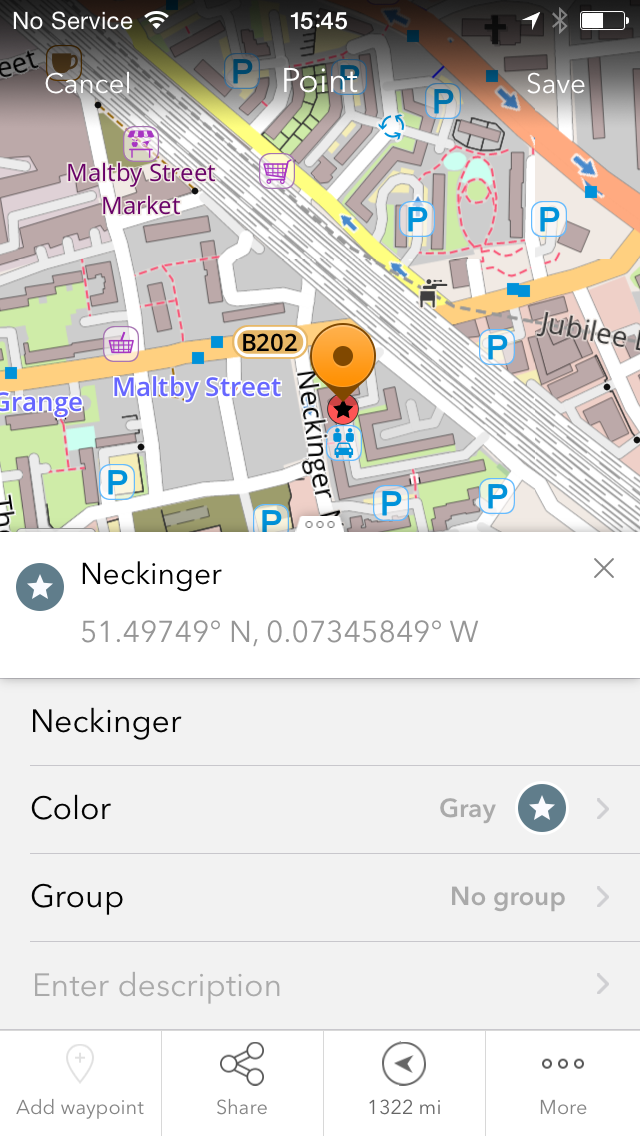 No Service 15:45
eet
Cancel Point Save
P P P
Maltby Street
Market
P P
B202
Jubilee
P
Maltby Street
Grange
Neckinger
P P P P
Neckinger
51.49749° N, 0.07345849° W
Neckinger
Color Gray
Group No group
Enter description
Add waypoint Share 1322 mi More